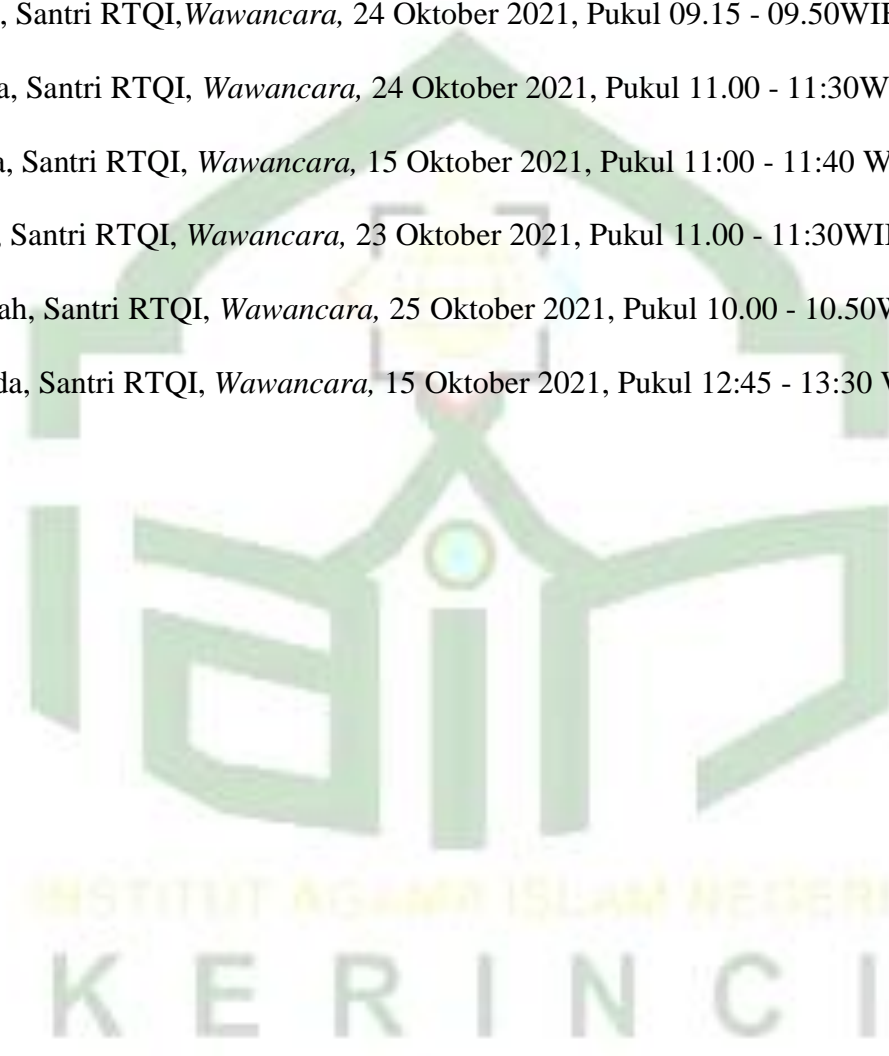 , Santri RTQI,Wawancara, 24 Oktober 2021, Pukul 09.15 - 09.50WIB
a, Santri RTQI, Wawancara, 24 Oktober 2021, Pukul 11.00 - 11:30W
a, Santri RTQI, Wawancara, 15 Oktober 2021, Pukul 11:00 - 11:40 W
, Santri RTQI, Wawancara, 23 Oktober 2021, Pukul 11.00 - 11:30WIB
ah, Santri RTQI, Wawancara, 25 Oktober 2021, Pukul 10.00 - 10.50W
da, Santri RTQI, Wawancara, 15 Oktober 2021, Pukul 12:45 - 13:30 W
iain
INSTITUT AGAMA ISLAM NEGERI
KERINCI